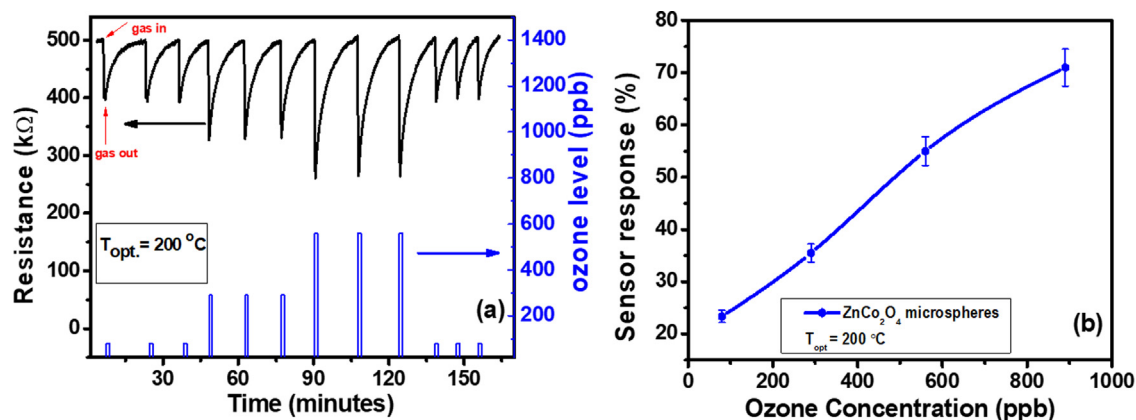 Resistance (kΩ)
500
400
300
200
100
0
gas in
gas out
T_opt. = 200 °C
(a)
30
60
90
120
150
Time (minutes)
1400
1200
1000
800
600
400
200
ozone level (ppb)
Sensor response (%)
80
70
60
50
40
30
20
ZnCo₂O₄ microspheres
T_opt = 200 °C
(b)
0
200
400
600
800
1000
Ozone Concentration (ppb)